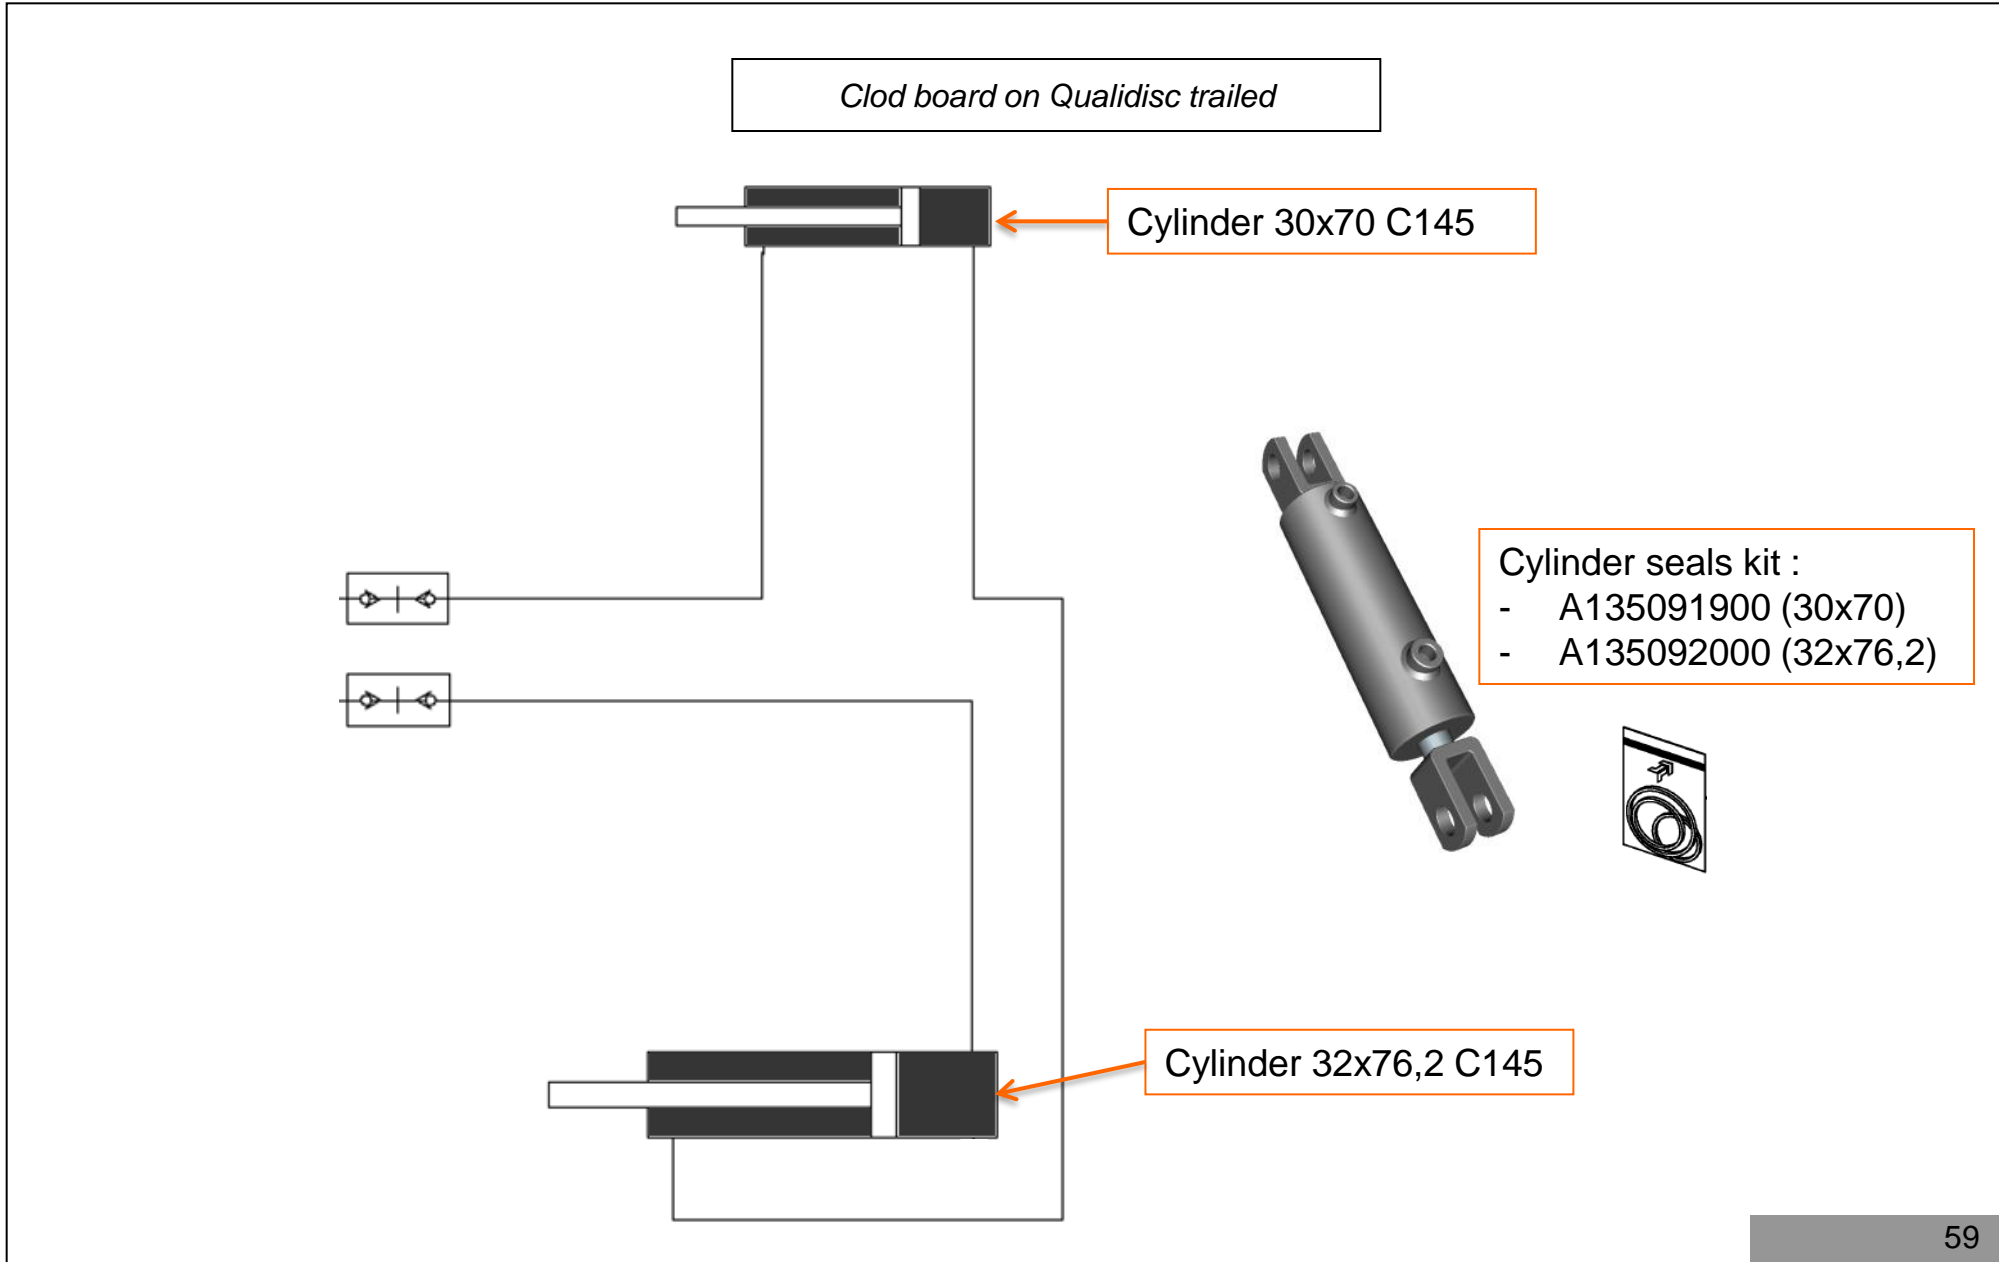 Clod board on Qualidisc trailed
Cylinder 30x70 C145
Cylinder seals kit :
- A135091900 (30x70)
- A135092000 (32x76,2)
Cylinder 32x76,2 C145
59